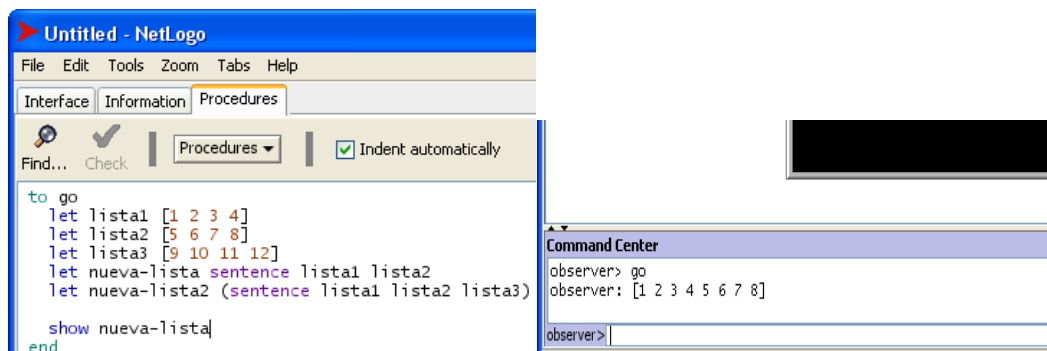 Untitled - NetLogo
File Edit Tools Zoom Tabs Help
Interface Information Procedures
Find... Check Procedures Indent automatically
to go
let lista1 [1 2 3 4]
let lista2 [5 6 7 8]
let lista3 [9 10 11 12]
let nueva-lista sentence lista1 lista2
let nueva-lista2 (sentence lista1 lista2 lista3)
show nueva-lista
end
Command Center
observer> go
observer: [1 2 3 4 5 6 7 8]
observer>